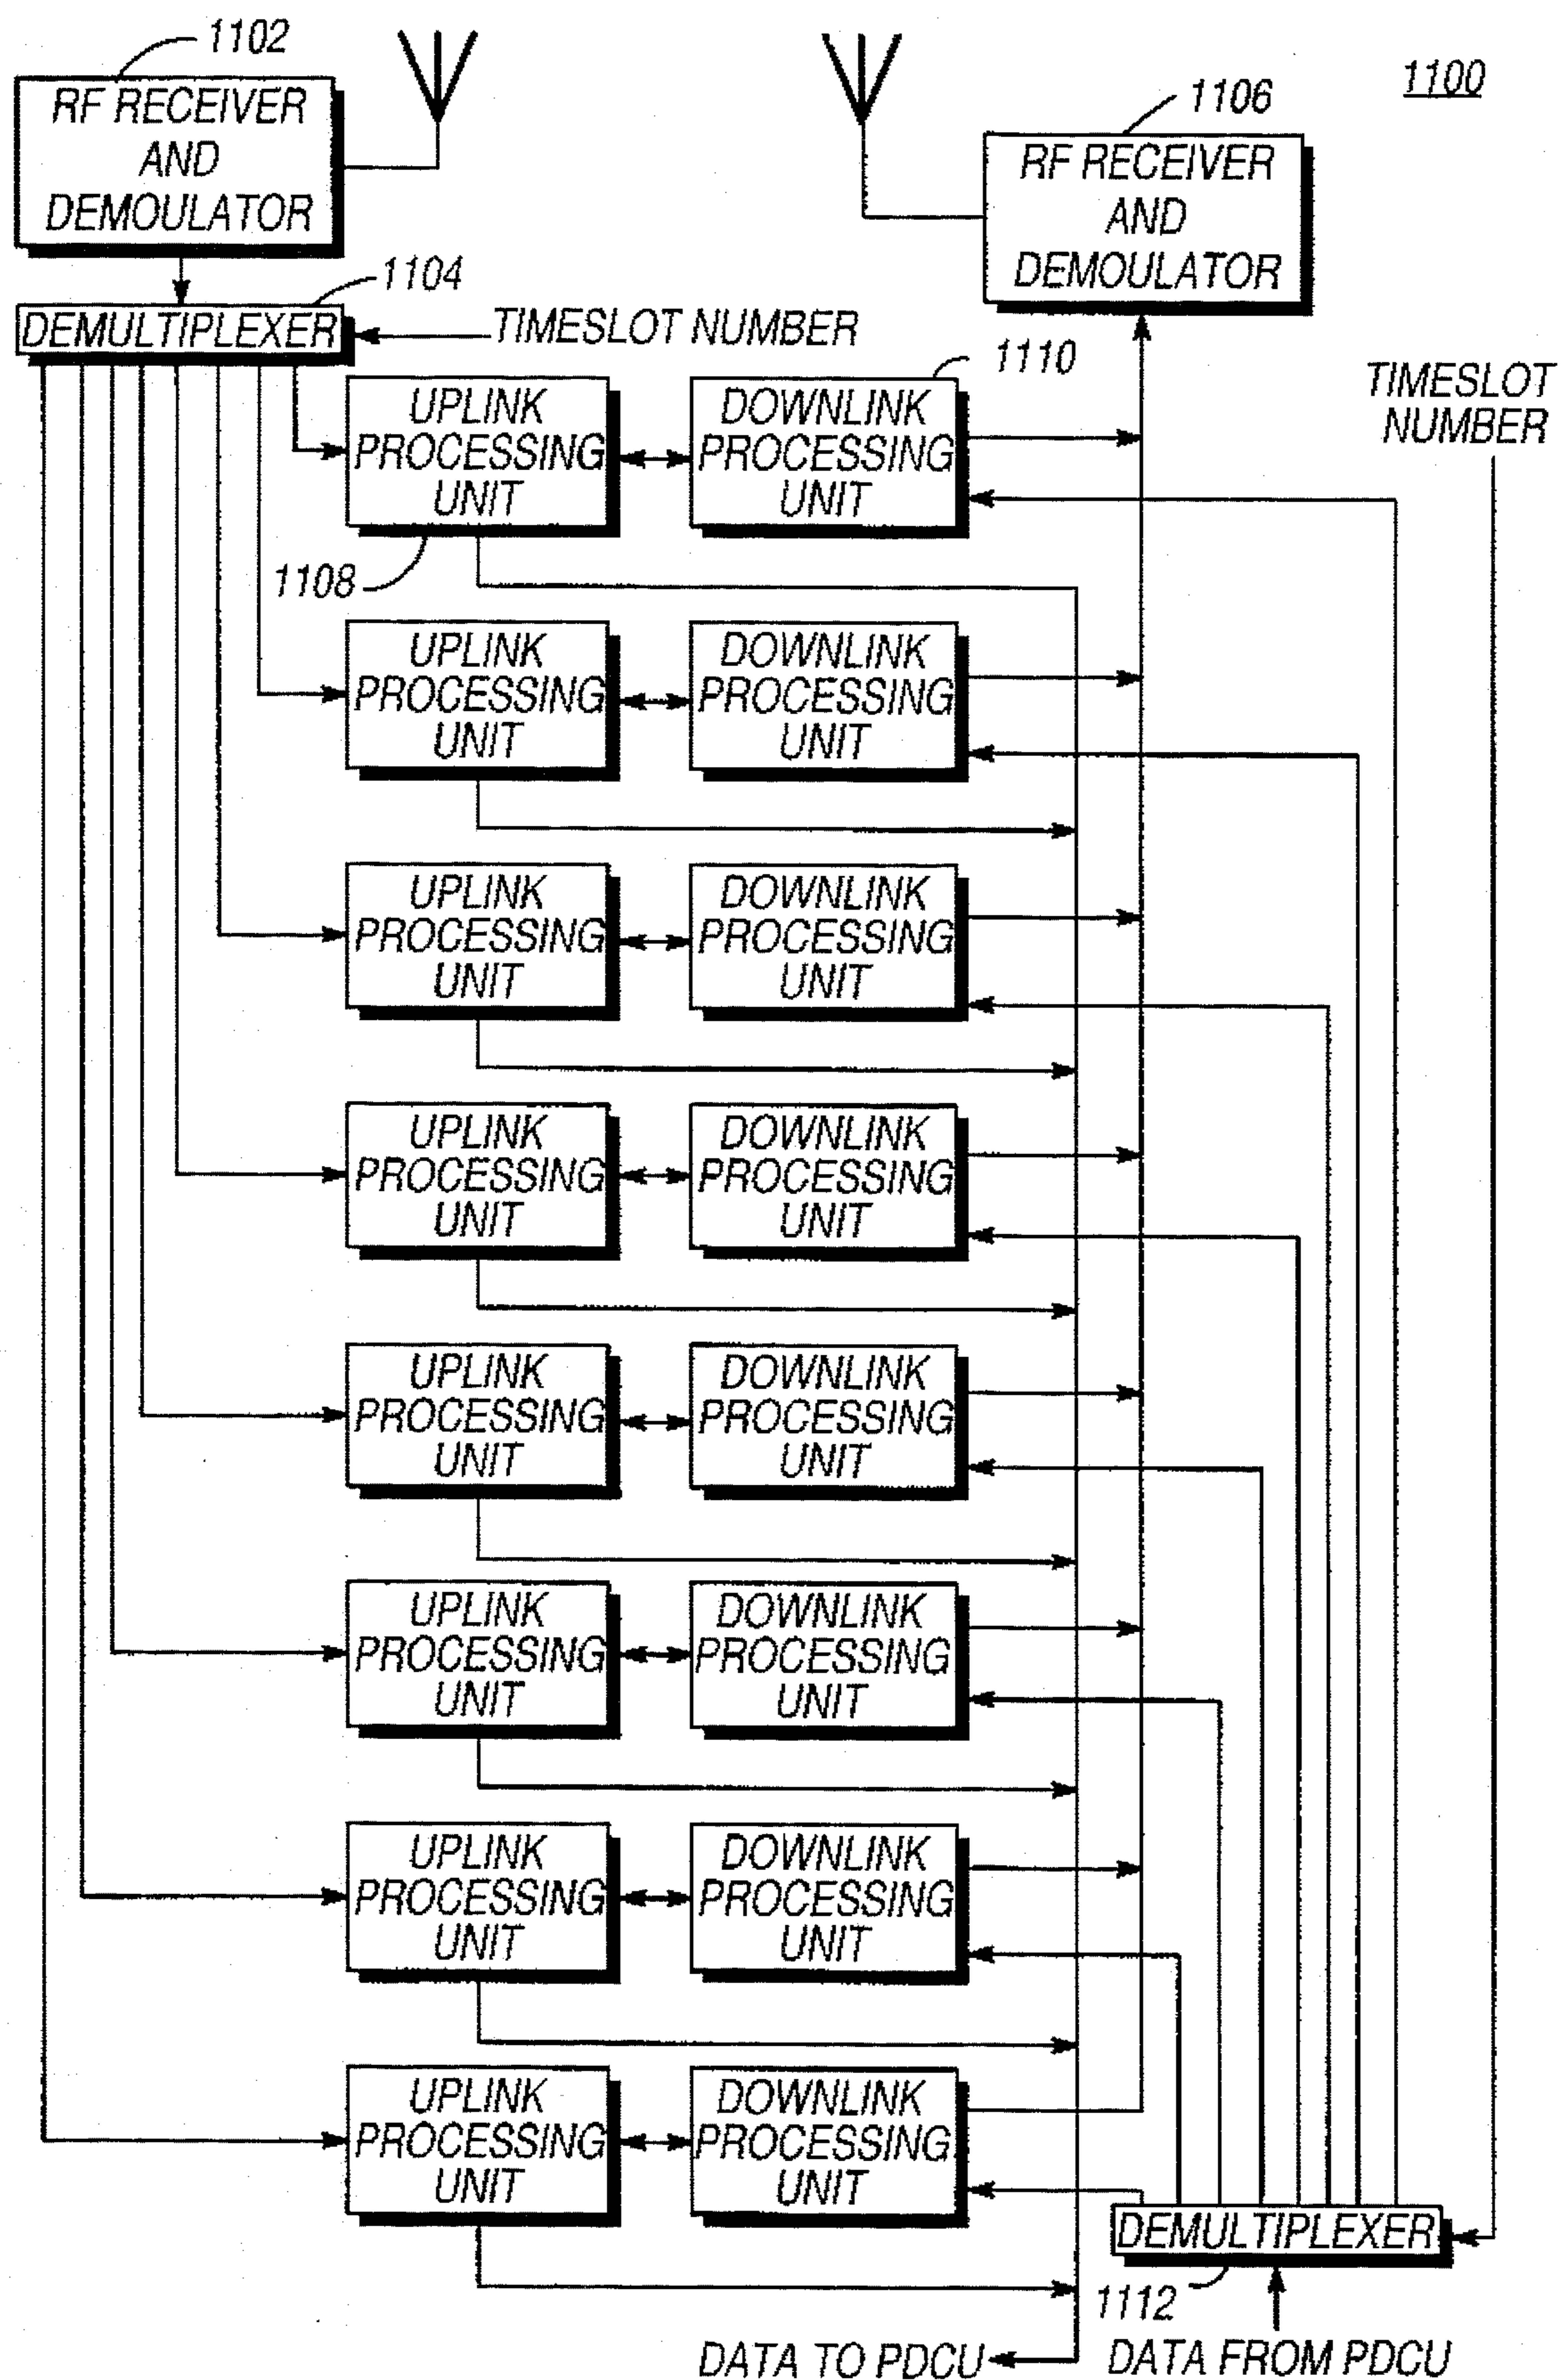 1102
RF RECEIVER
AND
DEMOULATOR
1106
1100
RF RECEIVER
AND
DEMOULATOR
1104
DEMULTIPLEXER
TIMESLOT NUMBER
1110
TIMESLOT
NUMBER
UPLINK
PROCESSING
UNIT
DOWNLINK
PROCESSING
UNIT
1108
UPLINK
PROCESSING
UNIT
DOWNLINK
PROCESSING
UNIT
UPLINK
PROCESSING
UNIT
DOWNLINK
PROCESSING
UNIT
UPLINK
PROCESSING
UNIT
DOWNLINK
PROCESSING
UNIT
UPLINK
PROCESSING
UNIT
DOWNLINK
PROCESSING
UNIT
UPLINK
PROCESSING
UNIT
DOWNLINK
PROCESSING
UNIT
UPLINK
PROCESSING
UNIT
DOWNLINK
PROCESSING
UNIT
UPLINK
PROCESSING
UNIT
DOWNLINK
PROCESSING
UNIT
DEMULTIPLEXER
1112
DATA TO PDCU
DATA FROM PDCU